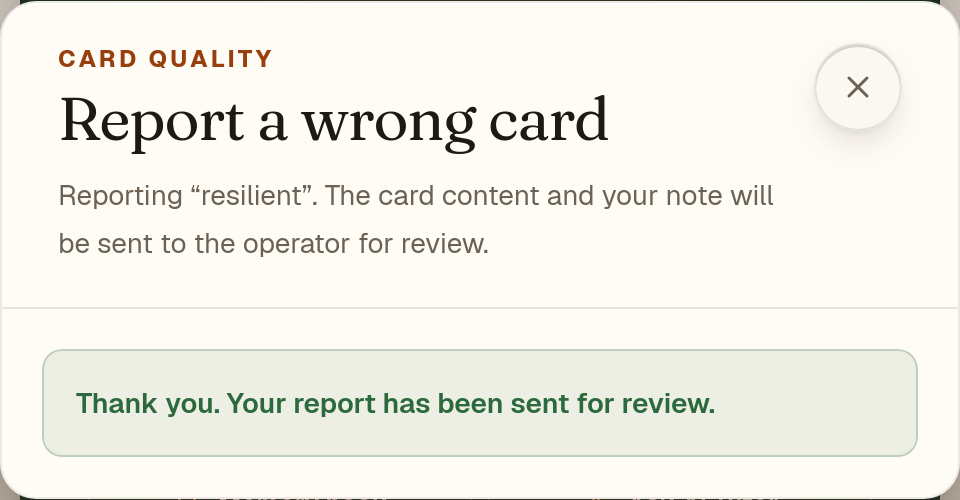 CARD QUALITY
Report a wrong card
Reporting “resilient”. The card content and your note will
be sent to the operator for review.
Thank you. Your report has been sent for review.